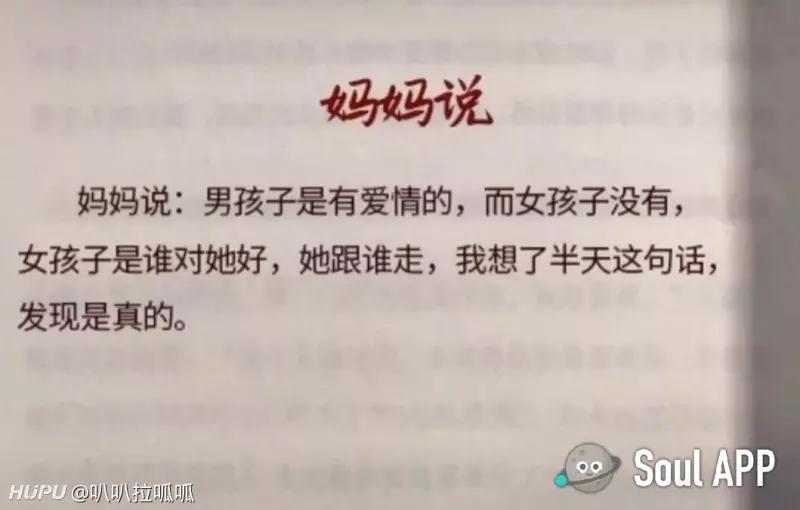 妈妈说
妈妈说：男孩子是有爱情的，而女孩子没有，
女孩子是谁对她好，她跟谁走，我想了半天这句话，
发现是真的。
Soul APP
HUPU @叭叭拉呱呱